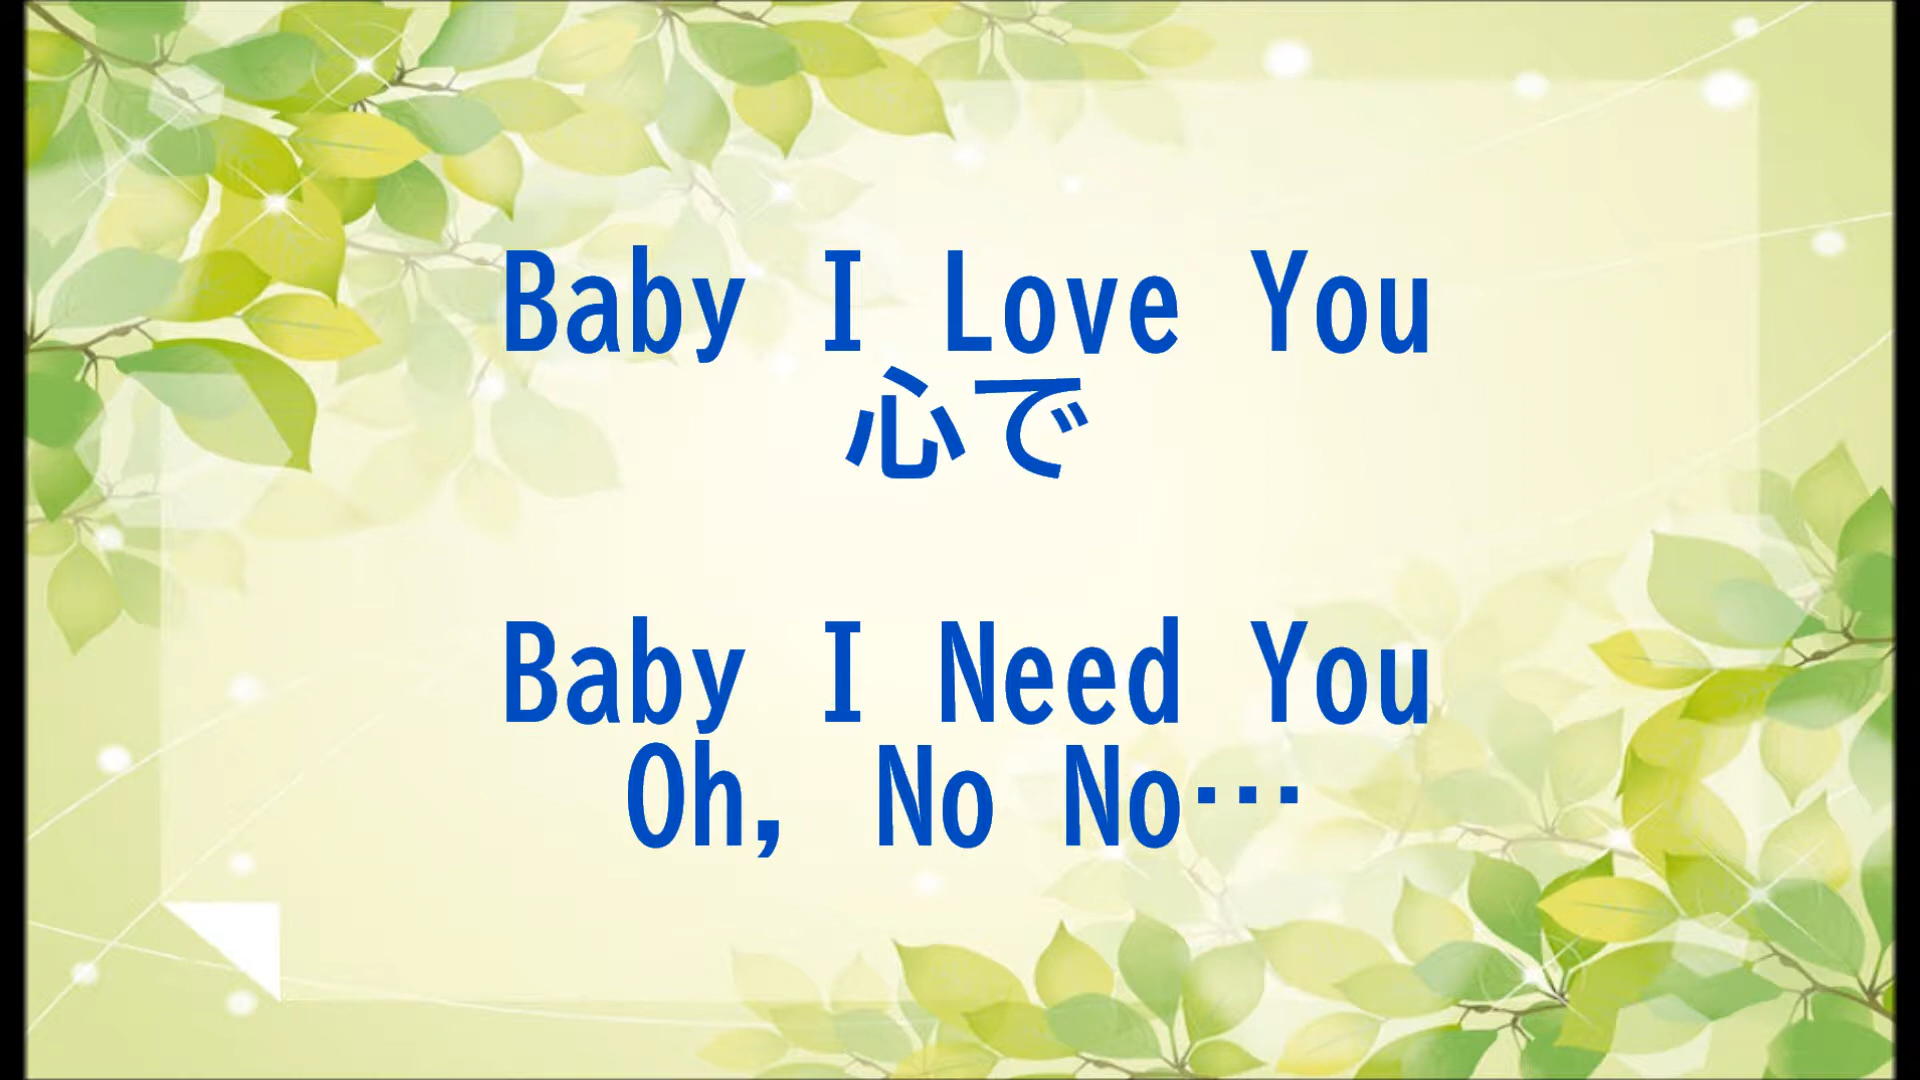 Baby I Love You
心で
Baby I Need You
Oh, No No…